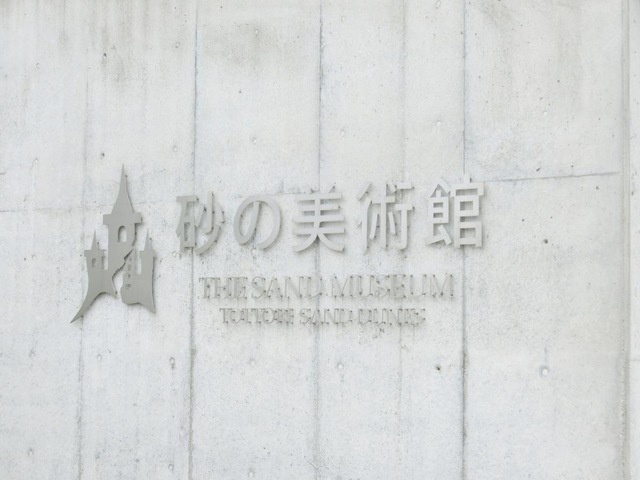 砂の美術館
THE SAND MUSEUM
TOTTORI SAND DUNES